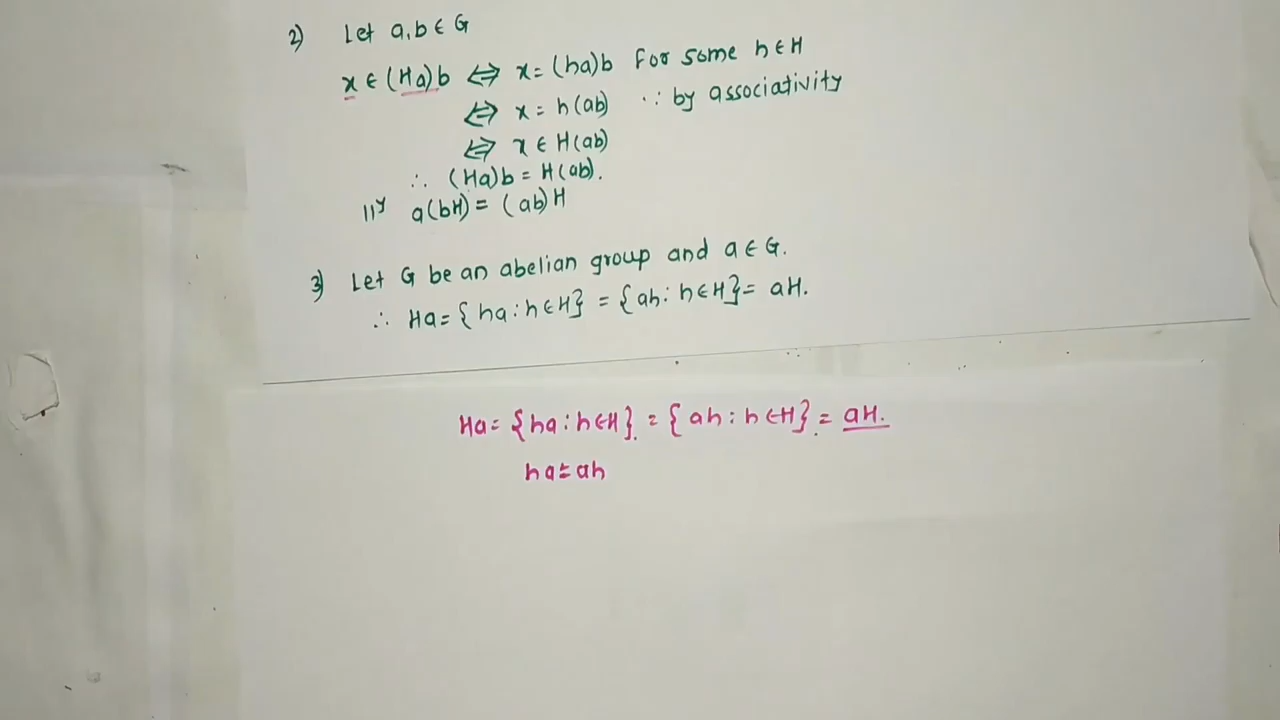 2) Let a,b ∈ G
x ∈ (Ha)b ⇔ x = (ha)b For some h ∈ H
⇔ x = h(ab) ∵ by associativity
⇔ x ∈ H(ab)
∴ (Ha)b = H(ab).
llly a(bH) = (ab)H
3) Let G be an abelian group and a ∈ G.
∴ Ha = {ha : h ∈ H} = {ah : h ∈ H} = aH.
Ha = {ha : h ∈ H} = {ah : h ∈ H} = aH.
ha = ah